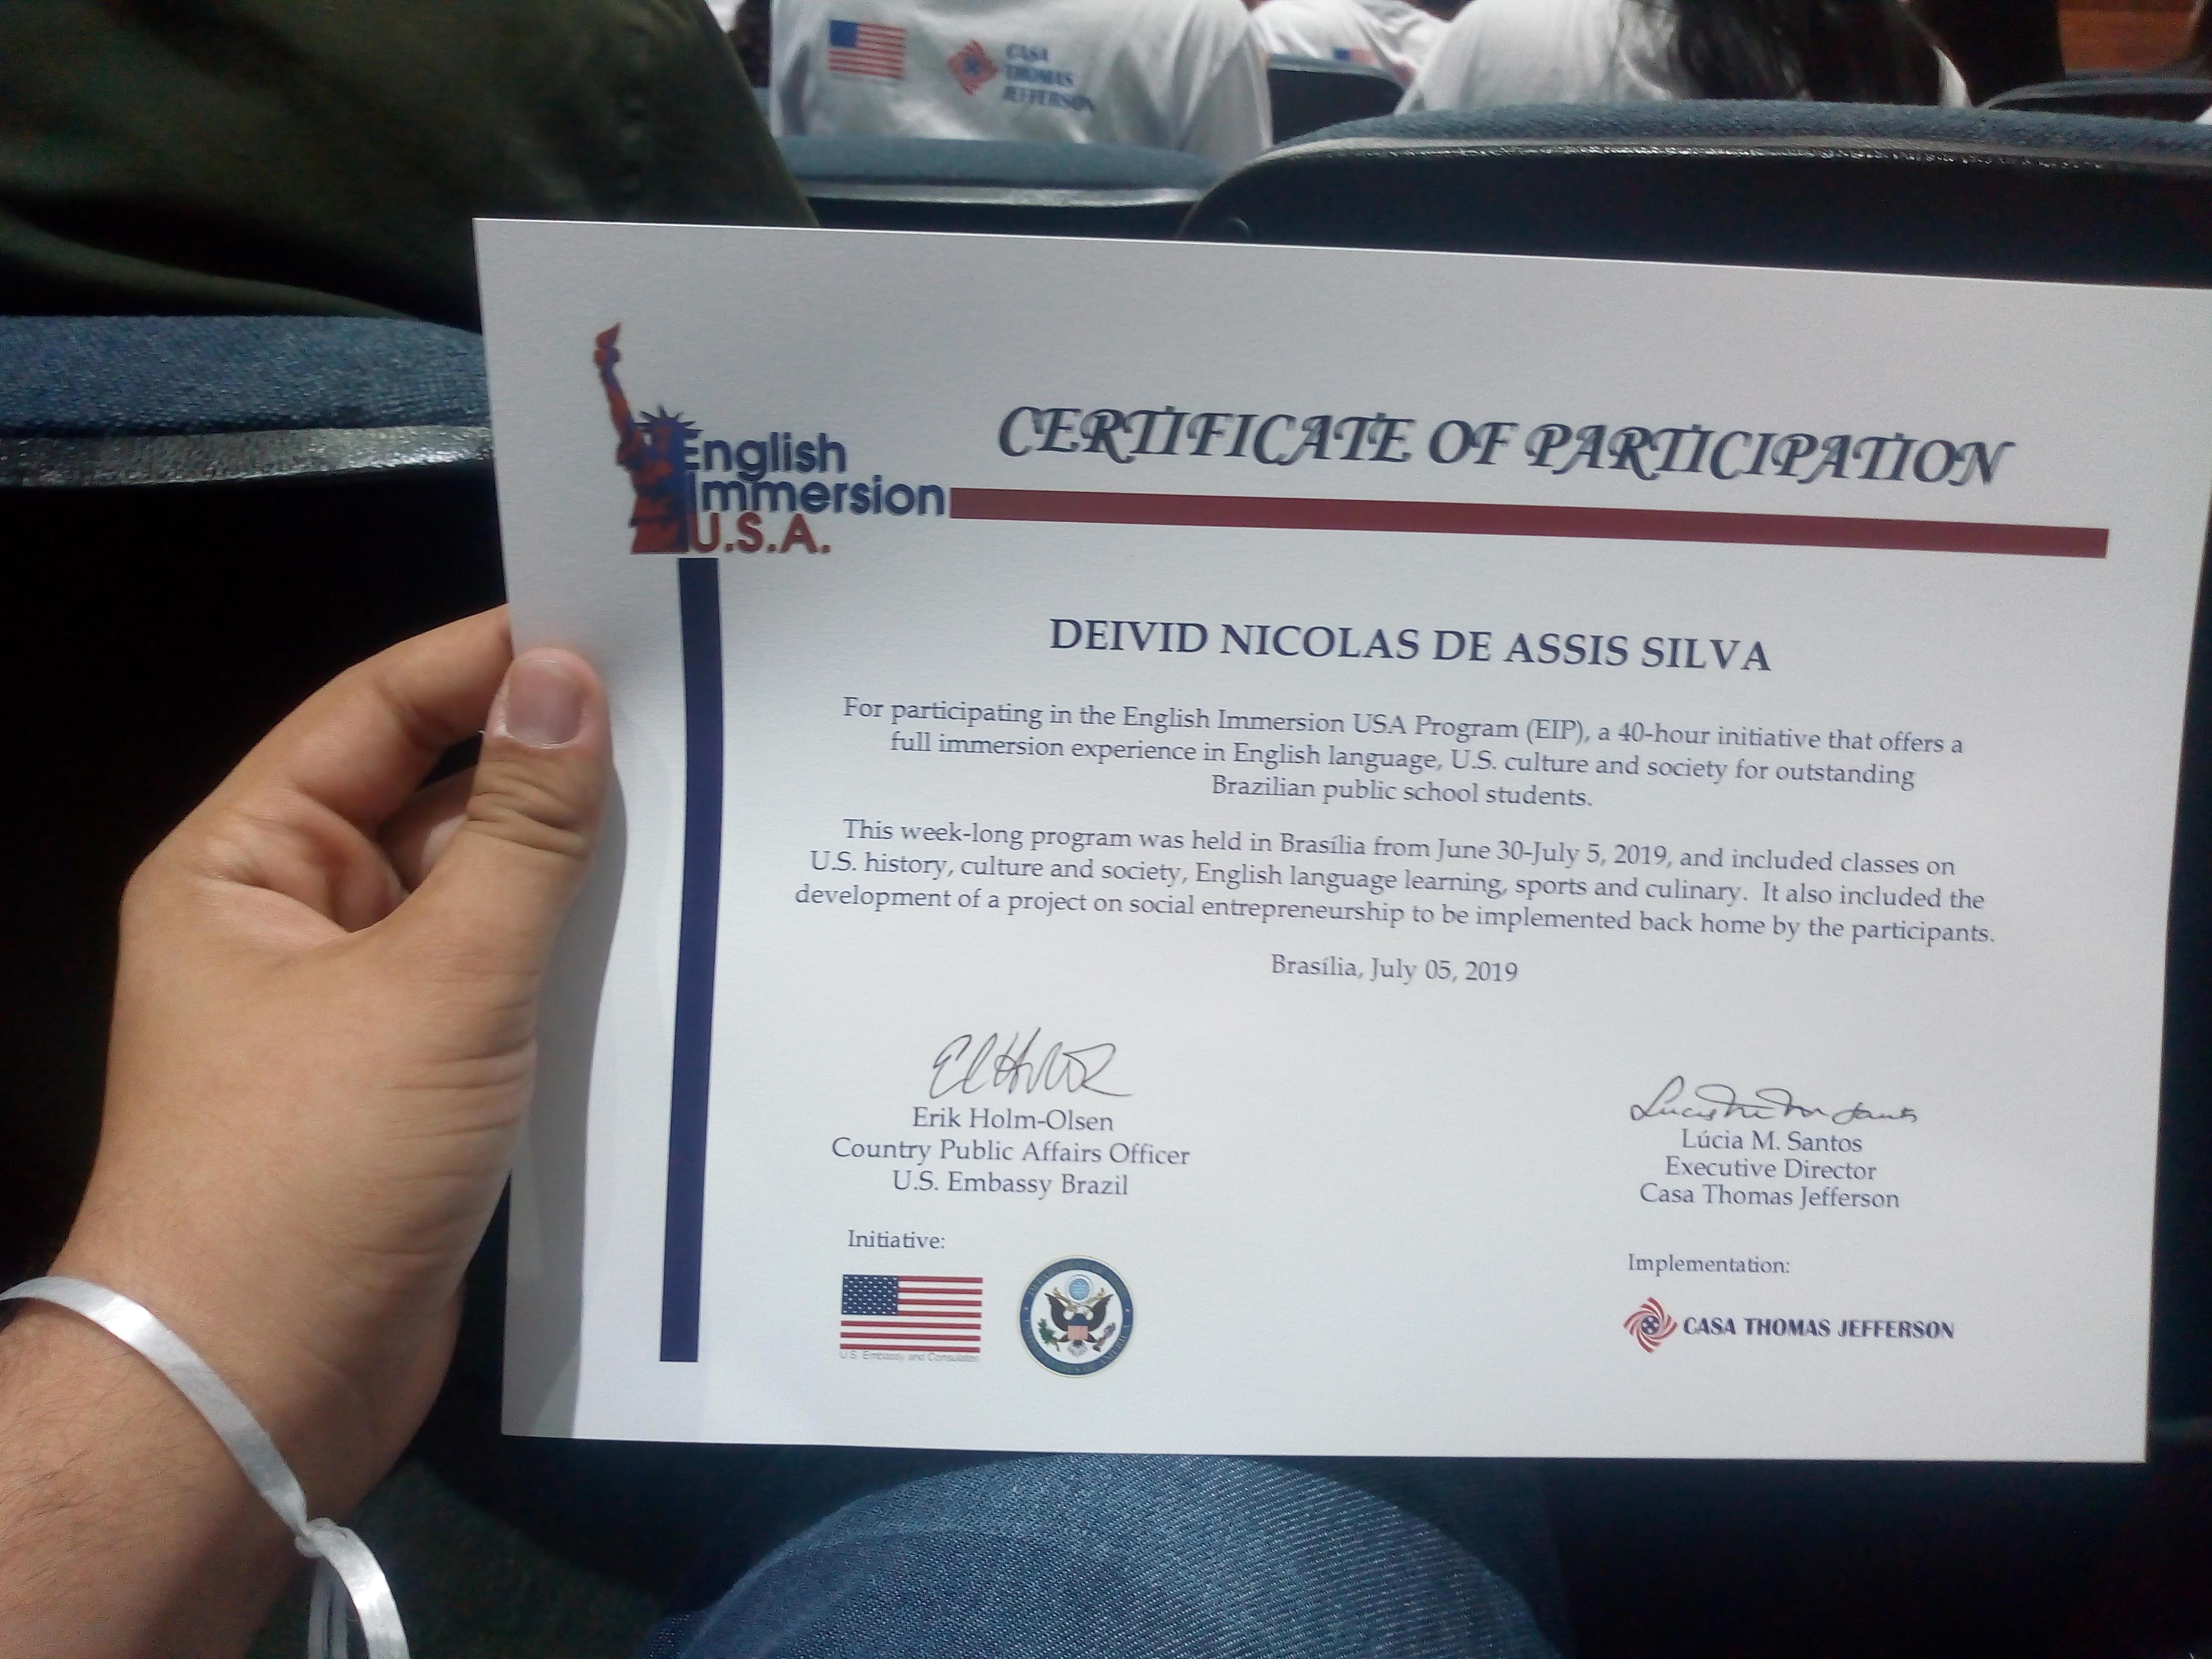 CASA
THOMAS
JEFFERSON
English
Immersion
U.S.A.
CERTIFICATE OF PARTICIPATION
DEIVID NICOLAS DE ASSIS SILVA
For participating in the English Immersion USA Program (EIP), a 40-hour initiative that offers a
full immersion experience in English language, U.S. culture and society for outstanding
Brazilian public school students.
This week-long program was held in Brasília from June 30-July 5, 2019, and included classes on
U.S. history, culture and society, English language learning, sports and culinary. It also included the
development of a project on social entrepreneurship to be implemented back home by the participants.
Brasília, July 05, 2019
Erik Holm-Olsen
Country Public Affairs Officer
U.S. Embassy Brazil
Lúcia M. Santos
Executive Director
Casa Thomas Jefferson
Initiative:
U.S. Embassy and Consulates
Implementation:
CASA THOMAS JEFFERSON